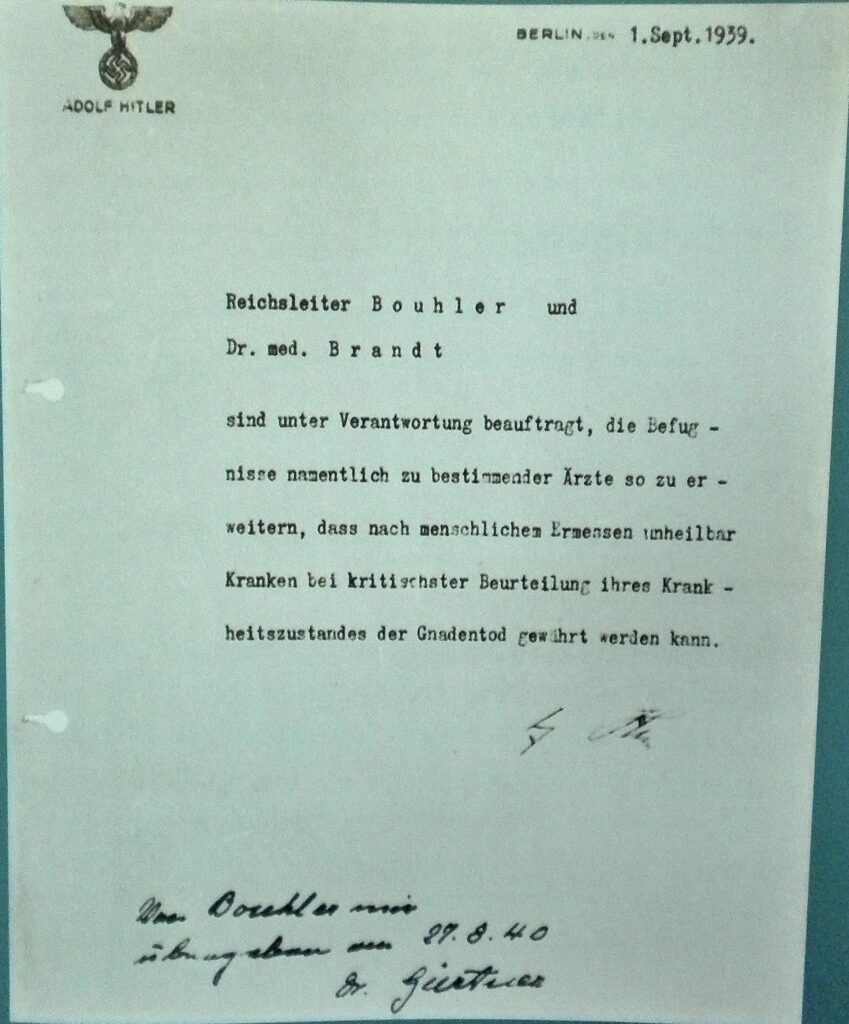 BERLIN, DEN 1.Sept.1939.
ADOLF HITLER
Reichsleiter B o u h l e r und
Dr. med. B r a n d t
sind unter Verantwortung beauftragt, die Befug -
nisse namentlich zu bestimmender Ärzte so zu er -
weitern, dass nach menschlichem Ermessen unheilbar
Kranken bei kritischster Beurteilung ihres Krank -
heitszustandes der Gnadentod gewährt werden kann.
Von Bouhler mir
übergeben am 27.8.40
Dr. Gürtner